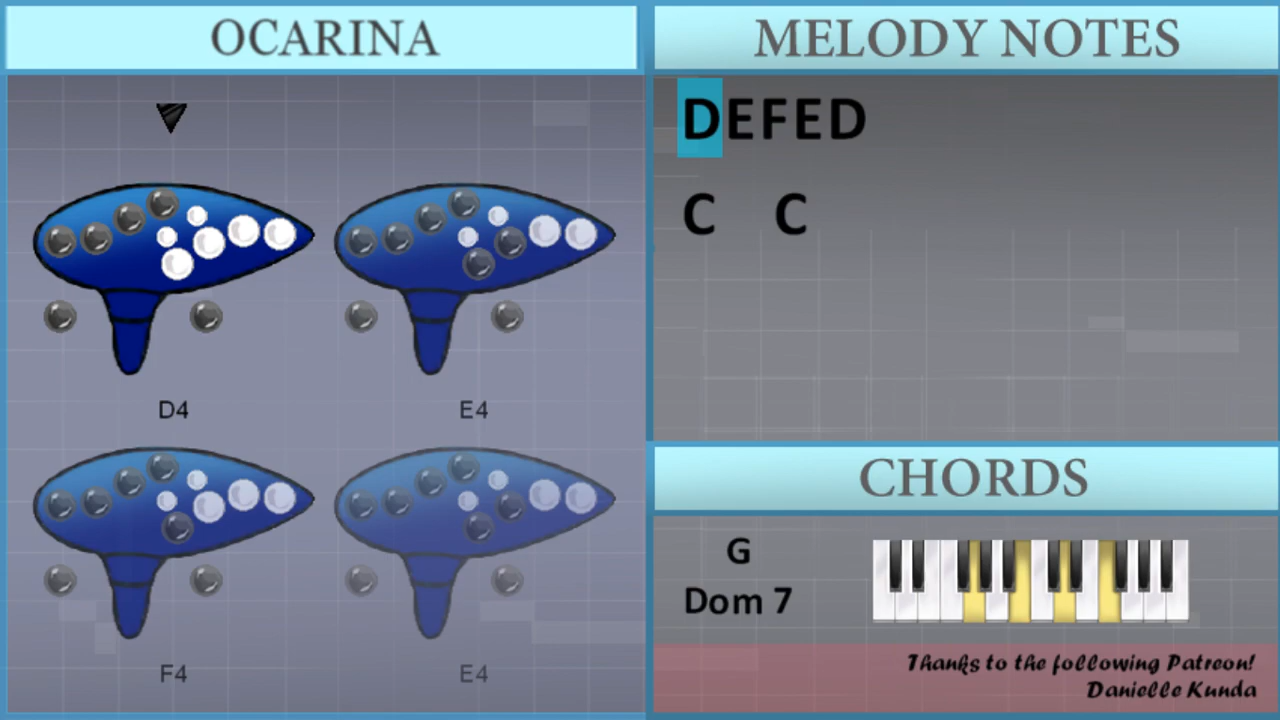 OCARINA
D4
E4
F4
E4
MELODY NOTES
DEFED
C C
CHORDS
G
Dom 7
Thanks to the following Patreon!
Danielle Kunda